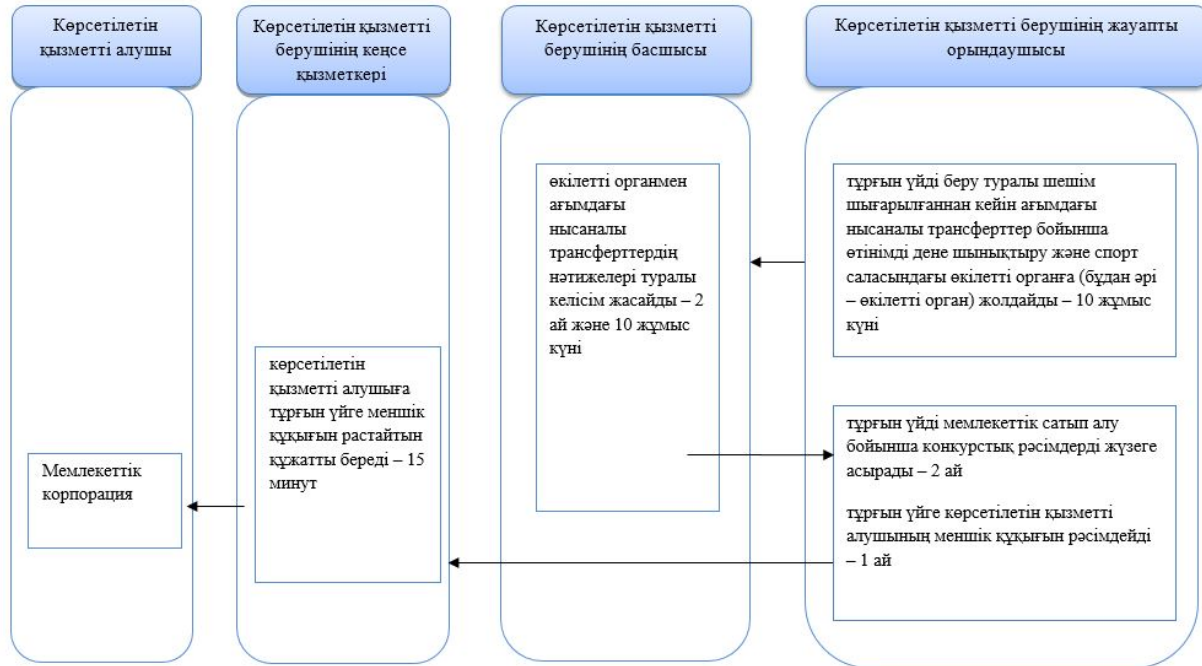 Көрсетілетін
қызметті алушы
Көрсетілетін қызметті
берушінің кеңсе
қызметкері
Көрсетілетін қызметті
берушінің басшысы
Көрсетілетін қызметті берушінің жауапты
орындаушысы
Мемлекеттік
корпорация
көрсетілетін
қызметті алушыға
тұрғын үйге меншік
құқығын растайтын
құжатты береді – 15
минут
өкілетті органмен
ағымдағы
нысаналы
трансферттердің
нәтижелері туралы
келісім жасайды – 2
ай және 10 жұмыс
күні
тұрғын үйді беру туралы шешім
шығарылғаннан кейін ағымдағы
нысаналы трансферттер бойынша
өтінімді дене шынықтыру және спорт
саласындағы өкілетті органға (бұдан әрі
– өкілетті орган) жолдайды – 10 жұмыс
күні
тұрғын үйді мемлекеттік сатып алу
бойынша конкурстық рәсімдерді жүзеге
асырады – 2 ай
тұрғын үйге көрсетілетін қызметті
алушының меншік құқығын рәсімдейді
– 1 ай